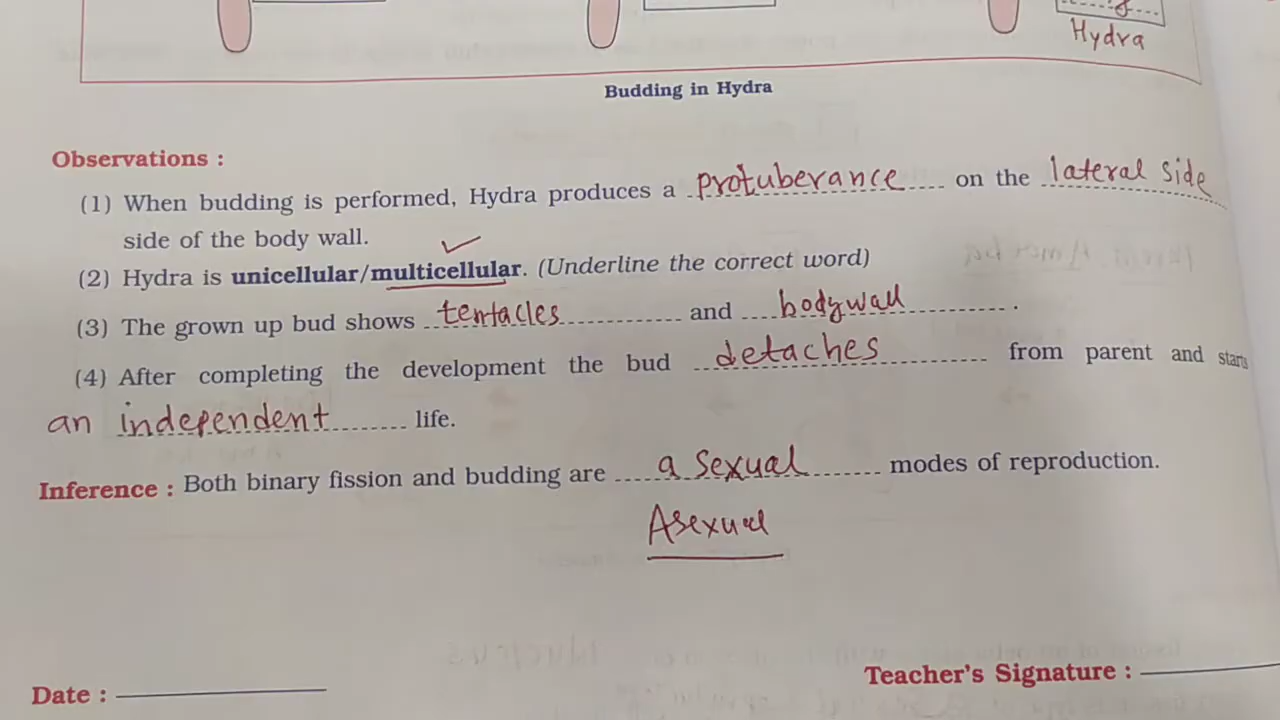 Hydra
Budding in Hydra
Observations :
(1) When budding is performed, Hydra produces a protuberance on the lateral side
side of the body wall.
(2) Hydra is unicellular/multicellular. (Underline the correct word)
(3) The grown up bud shows tentacles and bodywall .
(4) After completing the development the bud detaches from parent and starts
an independent life.
Inference : Both binary fission and budding are a sexual modes of reproduction.
Asexual
Date :
Teacher's Signature :